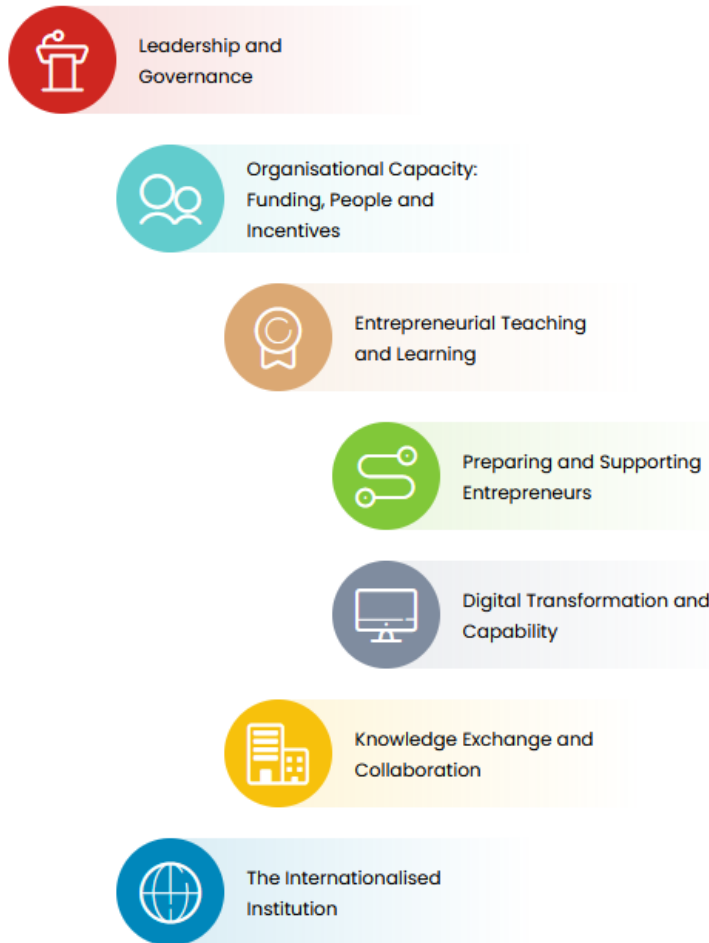 Leadership and
Governance
Organisational Capacity:
Funding, People and
Incentives
Entrepreneurial Teaching
and Learning
Preparing and Supporting
Entrepreneurs
Digital Transformation and
Capability
Knowledge Exchange and
Collaboration
The Internationalised
Institution